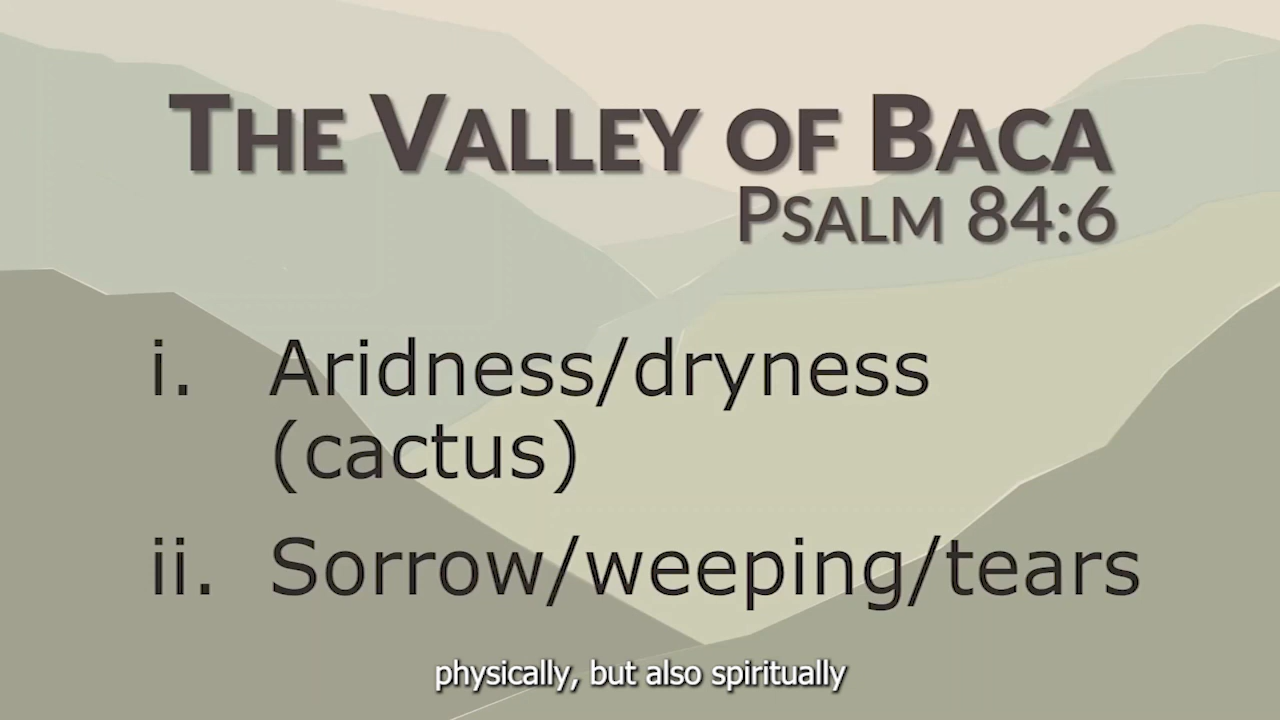 THE VALLEY OF BACA
PSALM 84:6
i. Aridness/dryness
(cactus)
ii. Sorrow/weeping/tears
physically, but also spiritually